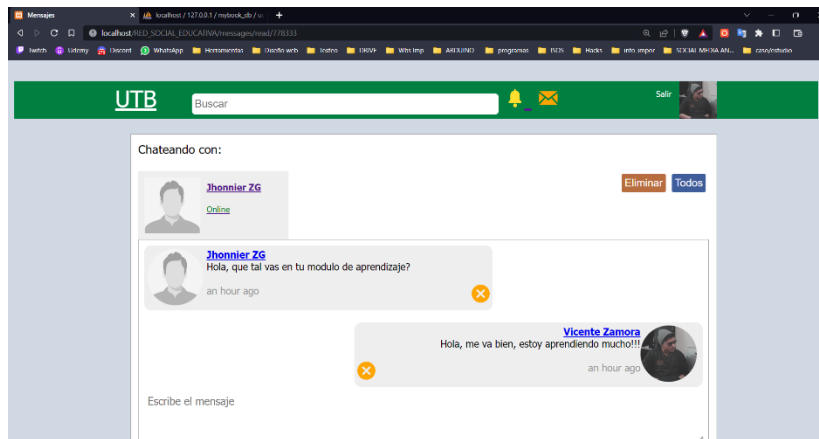 Mensajes
localhost / 127.0.0.1 / mybook_db / u
localhost/RED_SOCIAL_EDUCATIVA/messages/read/778333
Twitch Udemy Discord WhatsApp Herramientas Diseño web Testeo DRIVE Whs Imp ARDUINO programas ISOS Hacks info.impor SOCIAL MEDIA AN... caso/estudio
UTB Buscar Salir
Chateando con:
Jhonnier ZG
Online
Eliminar Todos
Jhonnier ZG
Hola, que tal vas en tu modulo de aprendizaje?
an hour ago
Vicente Zamora
Hola, me va bien, estoy aprendiendo mucho!!!
an hour ago
Escribe el mensaje